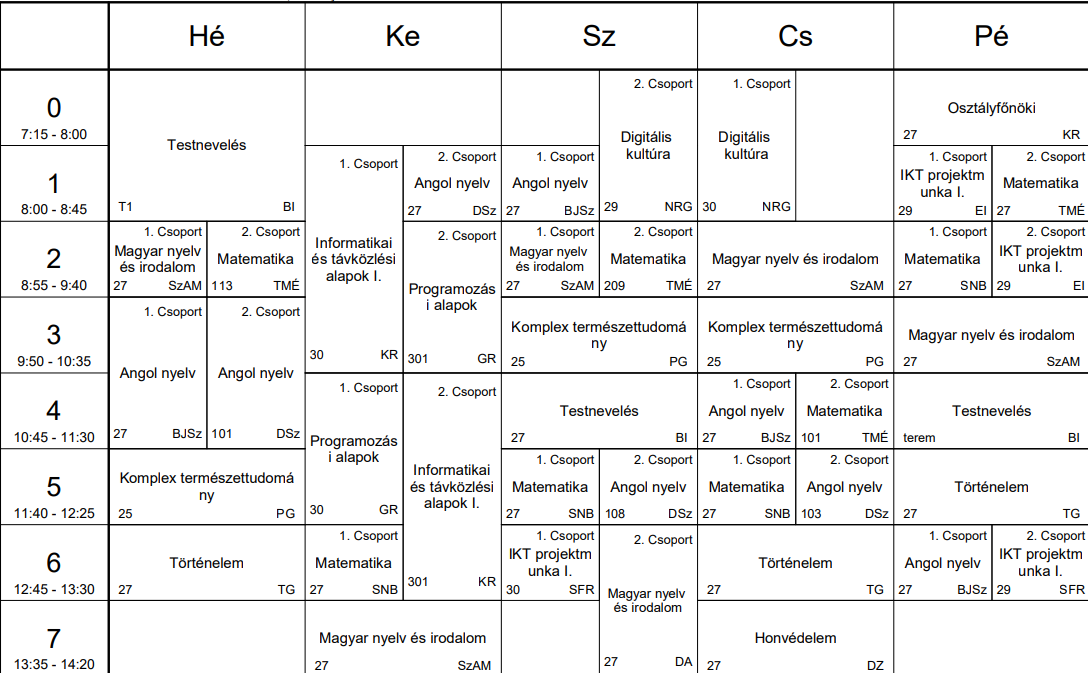 Hé Ke Sz Cs Pé
0
7:15 - 8:00
Testnevelés
T1 BI
2. Csoport
Digitális
kultúra
29 NRG
1. Csoport
Digitális
kultúra
30 NRG
Osztályfőnöki
27 KR
1
8:00 - 8:45
1. Csoport
Informatikai
és távközlési
alapok I.
30 KR
2. Csoport
Angol nyelv
27 DSz
1. Csoport
Angol nyelv
27 BJSz
1. Csoport
IKT projektm
unka I.
29 EI
2. Csoport
Matematika
27 TMÉ
2
8:55 - 9:40
1. Csoport
Magyar nyelv
és irodalom
27 SzAM
2. Csoport
Matematika
113 TMÉ
2. Csoport
Programozás
i alapok
301 GR
1. Csoport
Magyar nyelv
és irodalom
27 SzAM
2. Csoport
Matematika
209 TMÉ
Magyar nyelv és irodalom
27 SzAM
1. Csoport
Matematika
27 SNB
2. Csoport
IKT projektm
unka I.
29 EI
3
9:50 - 10:35
1. Csoport
Angol nyelv
27 BJSz
2. Csoport
Angol nyelv
101 DSz
Komplex természettudomá
ny
25 PG
Komplex természettudomá
ny
25 PG
Magyar nyelv és irodalom
27 SzAM
4
10:45 - 11:30
1. Csoport
Programozás
i alapok
30 GR
2. Csoport
Informatikai
és távközlési
alapok I.
301 KR
Testnevelés
27 BI
1. Csoport
Angol nyelv
27 BJSz
2. Csoport
Matematika
101 TMÉ
Testnevelés
terem BI
5
11:40 - 12:25
Komplex természettudomá
ny
25 PG
1. Csoport
Matematika
27 SNB
2. Csoport
Angol nyelv
108 DSz
1. Csoport
Matematika
27 SNB
2. Csoport
Angol nyelv
103 DSz
Történelem
27 TG
6
12:45 - 13:30
Történelem
27 TG
1. Csoport
Matematika
27 SNB
1. Csoport
IKT projektm
unka I.
30 SFR
2. Csoport
Magyar nyelv
és irodalom
27 DA
Történelem
27 TG
1. Csoport
Angol nyelv
27 BJSz
2. Csoport
IKT projektm
unka I.
29 SFR
7
13:35 - 14:20
Magyar nyelv és irodalom
27 SzAM
Honvédelem
27 DZ